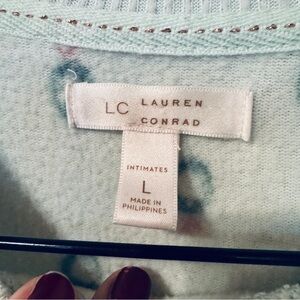 LC LAUREN
CONRAD
INTIMATES
L
MADE IN
PHILIPPINES